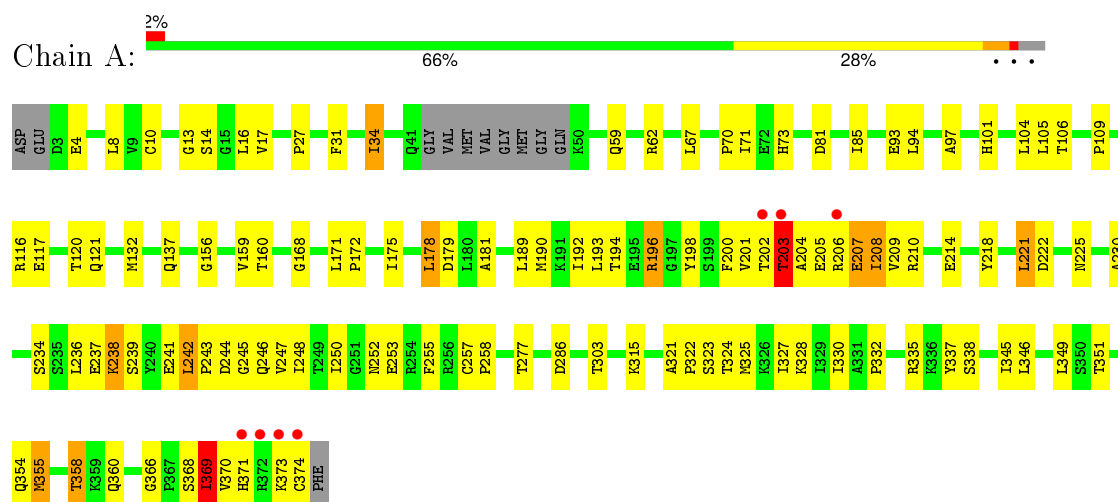 2%
Chain A:
66% 28% • • •
ASP GLU D3 E4 L8 V9 C10 G13 S14 G15 L16 V17 P27 F31 I34 Q41 GLY VAL MET VAL GLY MET GLY GLN K50 Q59 R62 L67 P70 I71 E72 H73 D81 I85 E93 L94 A97 H101 L104 L105 T106 P109
R116 E117 T120 Q121 M132 Q137 G156 V159 T160 G168 L171 P172 I175 L178 D179 L180 A181 L189 M190 K191 I192 L193 T194 E195 R196 G197 Y198 S199 F200 V201 T202 T203 A204 E205 R206 E207 I208 V209 R210 E214 Y218 L221 D222 N225 A230
S234 S235 L236 E237 K238 S239 Y240 E241 L242 P243 D244 G245 Q246 V247 I248 T249 I250 G251 N252 E253 R254 F255 R256 C257 P258 T277 D286 T303 K315 A321 P322 S323 T324 M325 K326 I327 K328 I329 I330 A331 P332 R335 K336 Y337 S338 I345 L346 L349 S350 T351
Q354 M355 T358 K359 Q360 G366 P367 S368 I369 V370 H371 R372 K373 C374 PHE